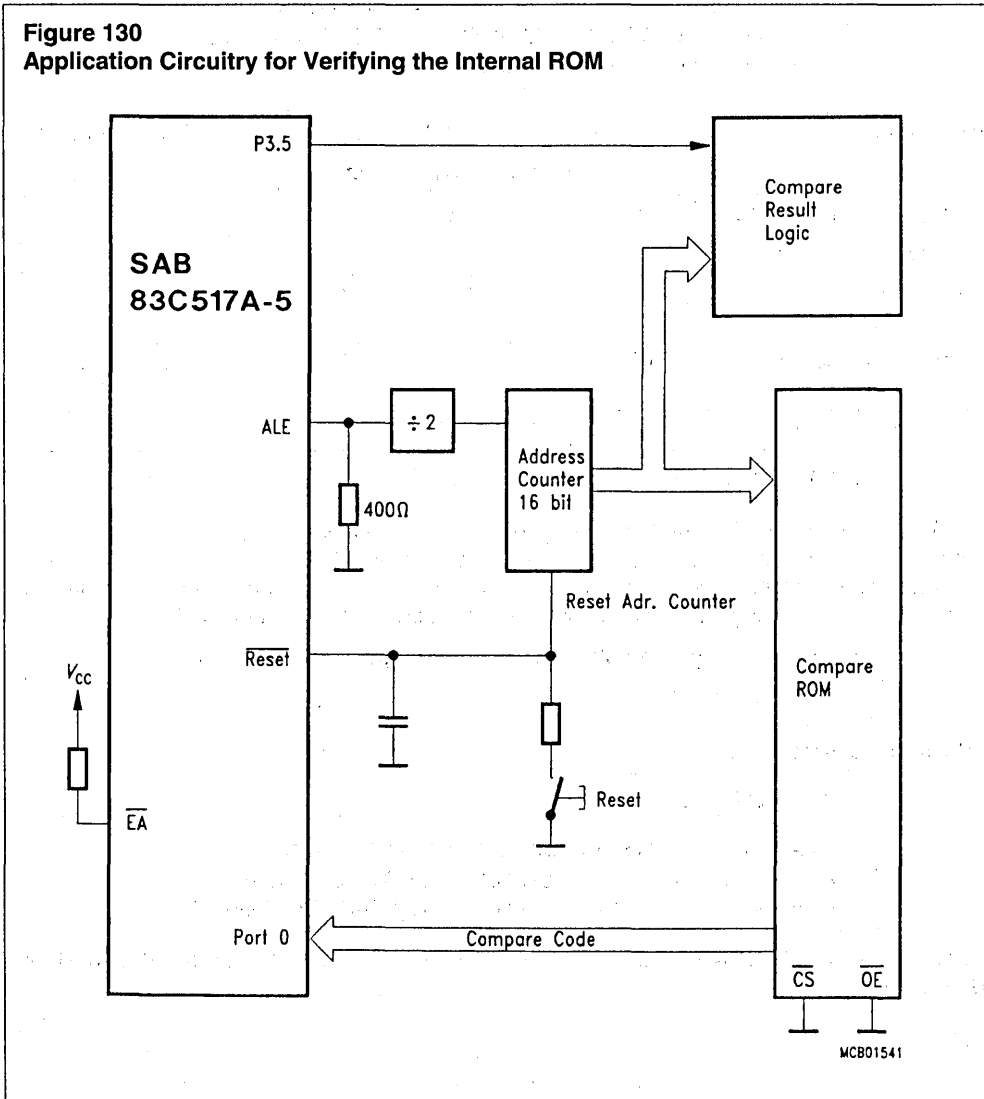 Figure 130
Application Circuitry for Verifying the Internal ROM
P3.5
Compare
Result
Logic
SAB
83C517A-5
ALE
÷2
Address
Counter
16 bit
400Ω
Reset Adr. Counter
Reset
Compare
ROM
VCC
Reset
EA
Port 0
Compare Code
CS OE
MCB01541